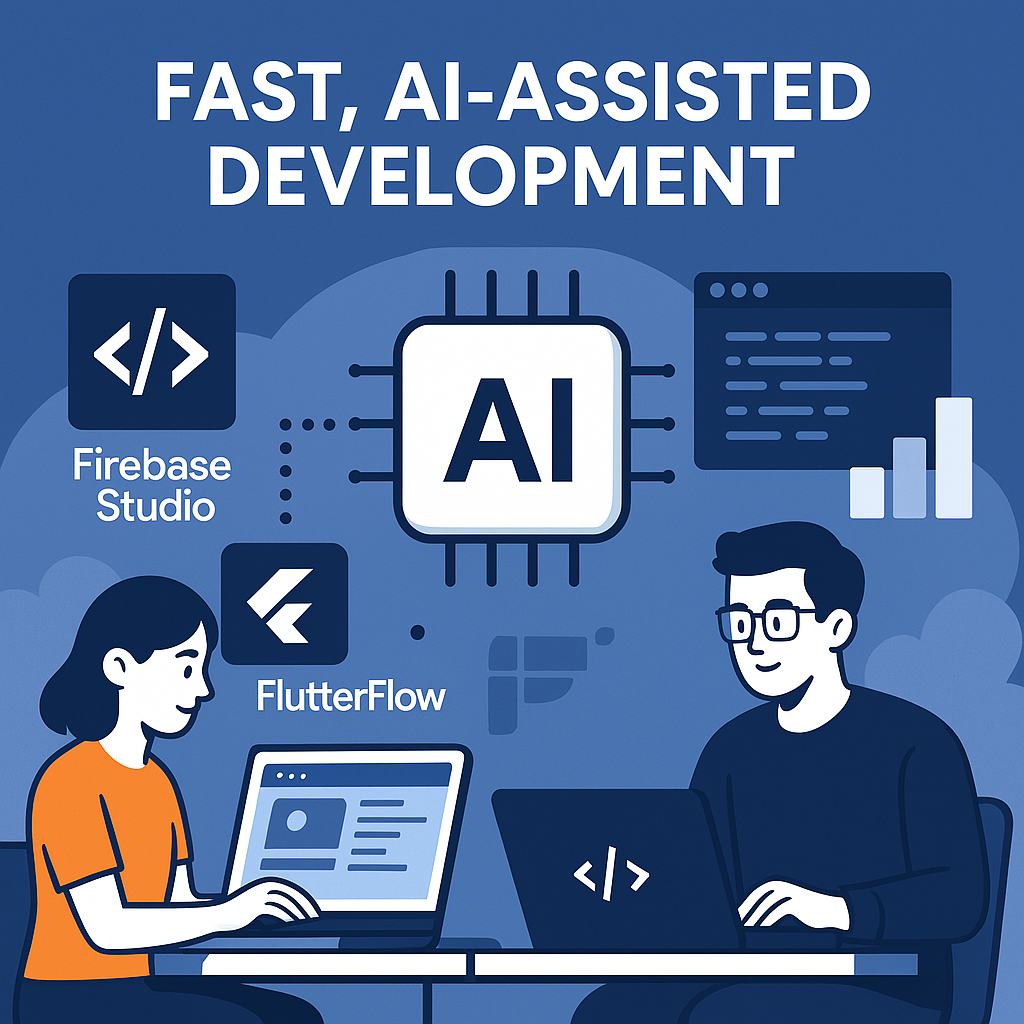 FAST, AI-ASSISTED
DEVELOPMENT
</>
AI
Firebase
Studio
FlutterFlow
</>